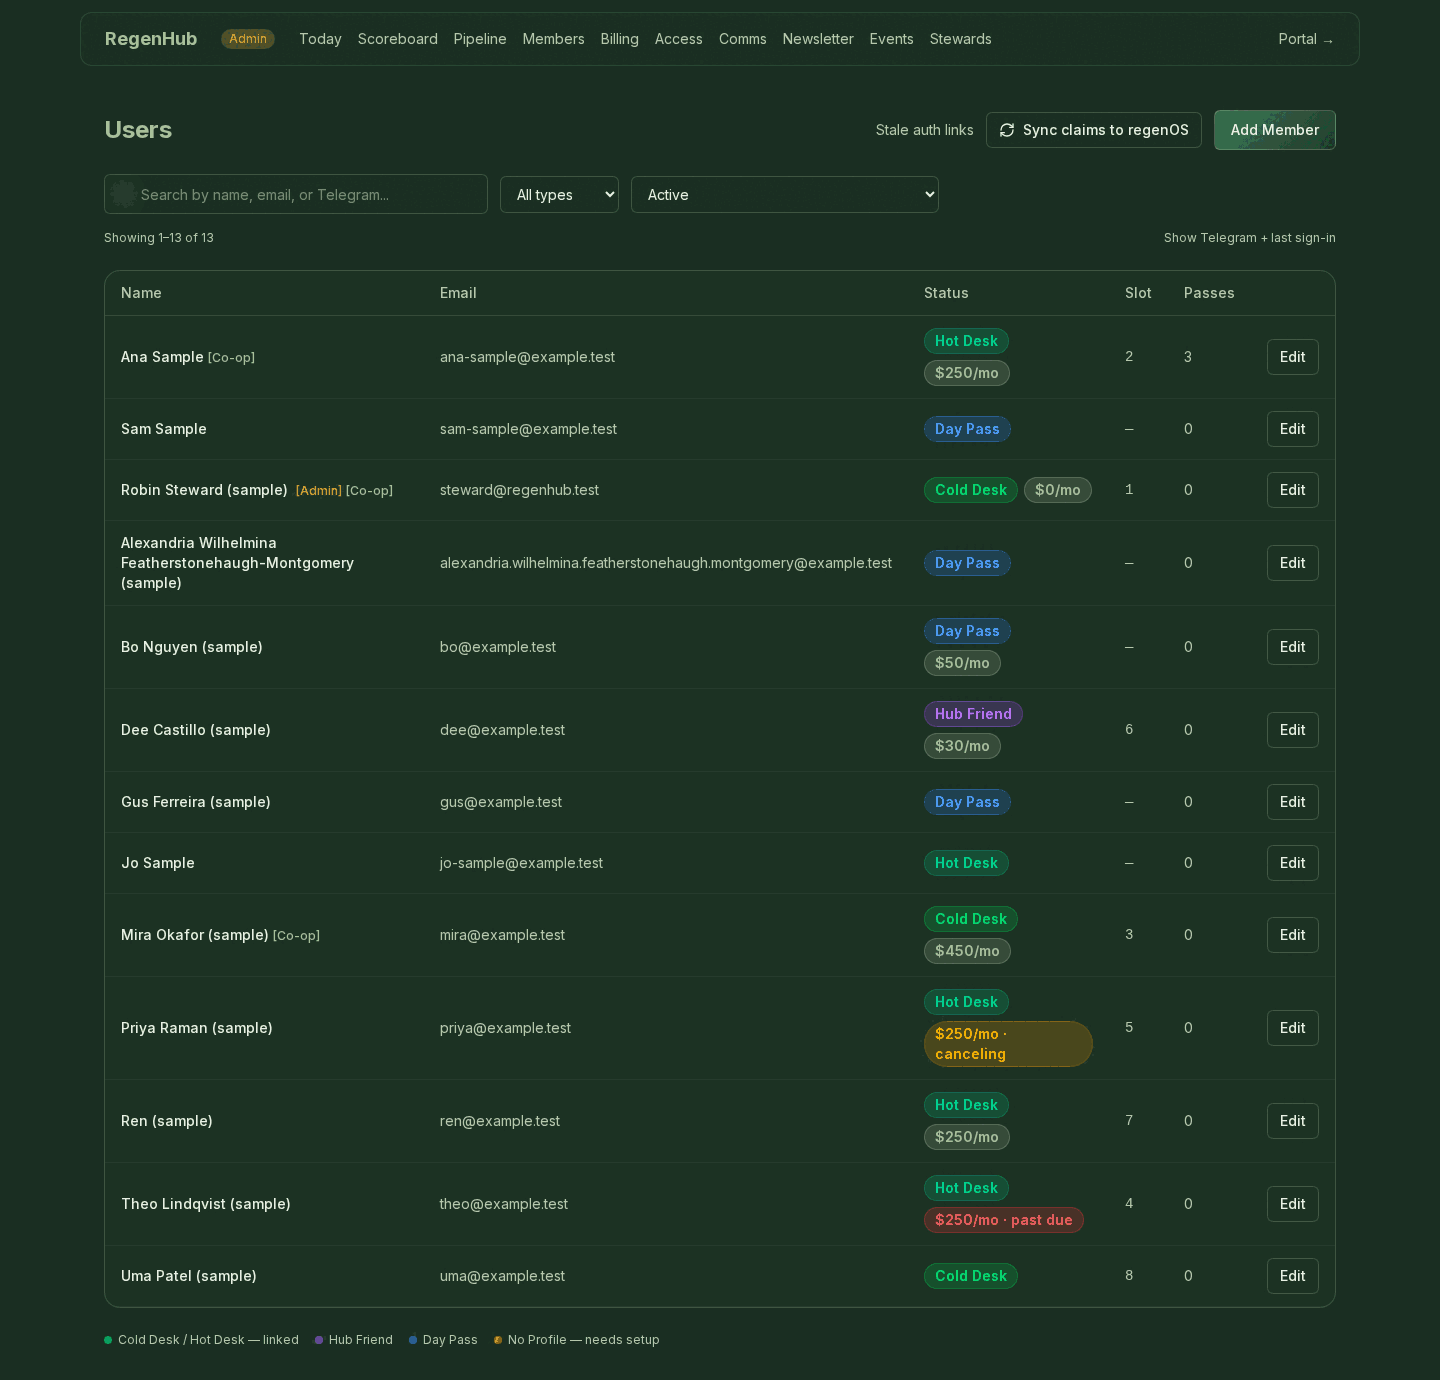 RegenHub Admin Today Scoreboard Pipeline Members Billing Access Comms Newsletter Events Stewards Portal →
Users Stale auth links Sync claims to regenOS Add Member
Search by name, email, or Telegram... All types Active
Showing 1–13 of 13 Show Telegram + last sign-in
Name Email Status Slot Passes
Ana Sample [Co-op] ana-sample@example.test Hot Desk 2 3 Edit
$250/mo
Sam Sample sam-sample@example.test Day Pass — 0 Edit
Robin Steward (sample) [Admin] [Co-op] steward@regenhub.test Cold Desk $0/mo 1 0 Edit
Alexandria Wilhelmina
Featherstonehaugh-Montgomery alexandria.wilhelmina.featherstonehaugh.montgomery@example.test Day Pass — 0 Edit
(sample)
Bo Nguyen (sample) bo@example.test Day Pass — 0 Edit
$50/mo
Dee Castillo (sample) dee@example.test Hub Friend 6 0 Edit
$30/mo
Gus Ferreira (sample) gus@example.test Day Pass — 0 Edit
Jo Sample jo-sample@example.test Hot Desk — 0 Edit
Mira Okafor (sample) [Co-op] mira@example.test Cold Desk 3 0 Edit
$450/mo
Priya Raman (sample) priya@example.test Hot Desk 5 0 Edit
$250/mo ·
canceling
Ren (sample) ren@example.test Hot Desk 7 0 Edit
$250/mo
Theo Lindqvist (sample) theo@example.test Hot Desk 4 0 Edit
$250/mo · past due
Uma Patel (sample) uma@example.test Cold Desk 8 0 Edit
Cold Desk / Hot Desk — linked Hub Friend Day Pass No Profile — needs setup